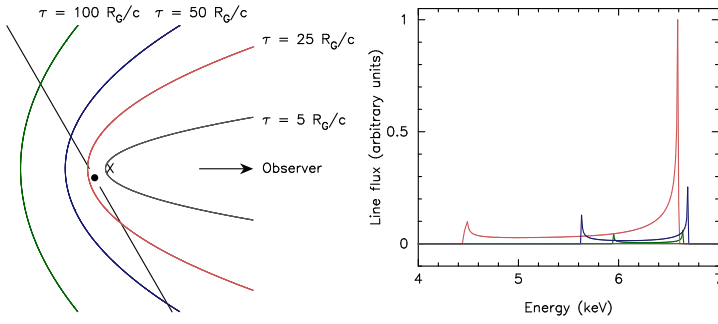 τ = 100 R_G/c τ = 50 R_G/c
τ = 25 R_G/c
τ = 5 R_G/c
X
Observer
Line flux (arbitrary units)
1
0.5
0
4 5 6 7
Energy (keV)